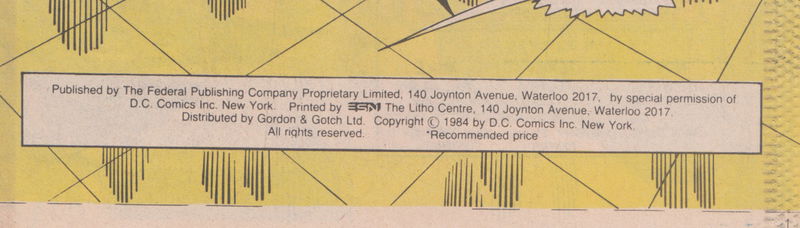 Published by The Federal Publishing Company Proprietary Limited, 140 Joynton Avenue, Waterloo 2017, by special permission of
D.C. Comics Inc. New York. Printed by ESN The Litho Centre, 140 Joynton Avenue, Waterloo 2017.
Distributed by Gordon & Gotch Ltd. Copyright © 1984 by D.C. Comics Inc. New York.
All rights reserved. *Recommended price